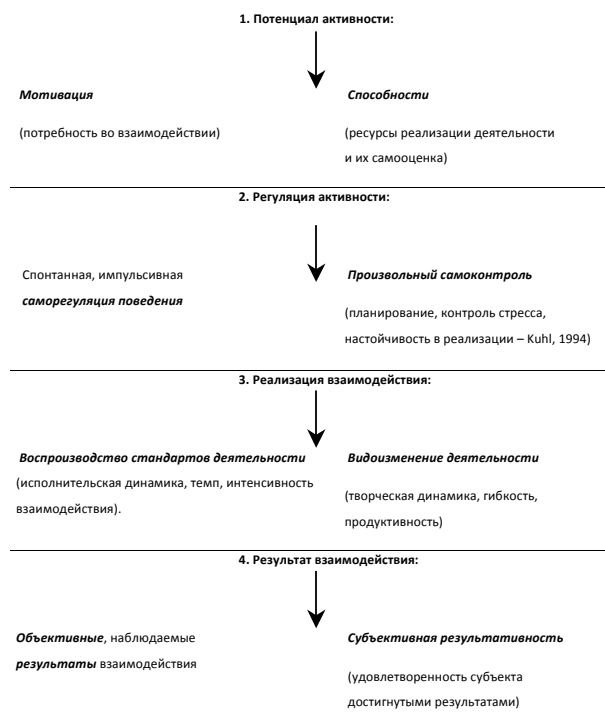 1. Потенциал активности:
Мотивация
(потребность во взаимодействии)
Способности
(ресурсы реализации деятельности
и их самооценка)
2. Регуляция активности:
Спонтанная, импульсивная
саморегуляция поведения
Произвольный самоконтроль
(планирование, контроль стресса,
настойчивость в реализации – Kuhl, 1994)
3. Реализация взаимодействия:
Воспроизводство стандартов деятельности
(исполнительская динамика, темп, интенсивность
взаимодействия).
Видоизменение деятельности
(творческая динамика, гибкость,
продуктивность)
4. Результат взаимодействия:
Объективные, наблюдаемые
результаты взаимодействия
Субъективная результативность
(удовлетворенность субъекта
достигнутыми результатами)